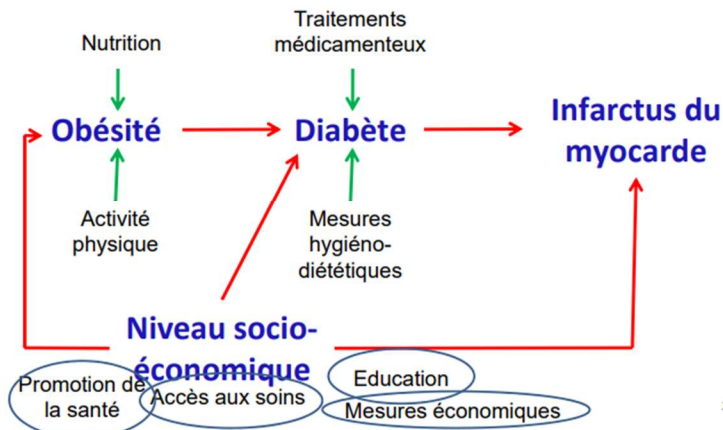 Nutrition
Traitements
médicamenteux
Obésité
Diabète
Infarctus du
myocarde
Activité
physique
Mesures
hygiéno-
diététiques
Niveau socio-
économique
Promotion de
la santé
Accès aux soins
Education
Mesures économiques